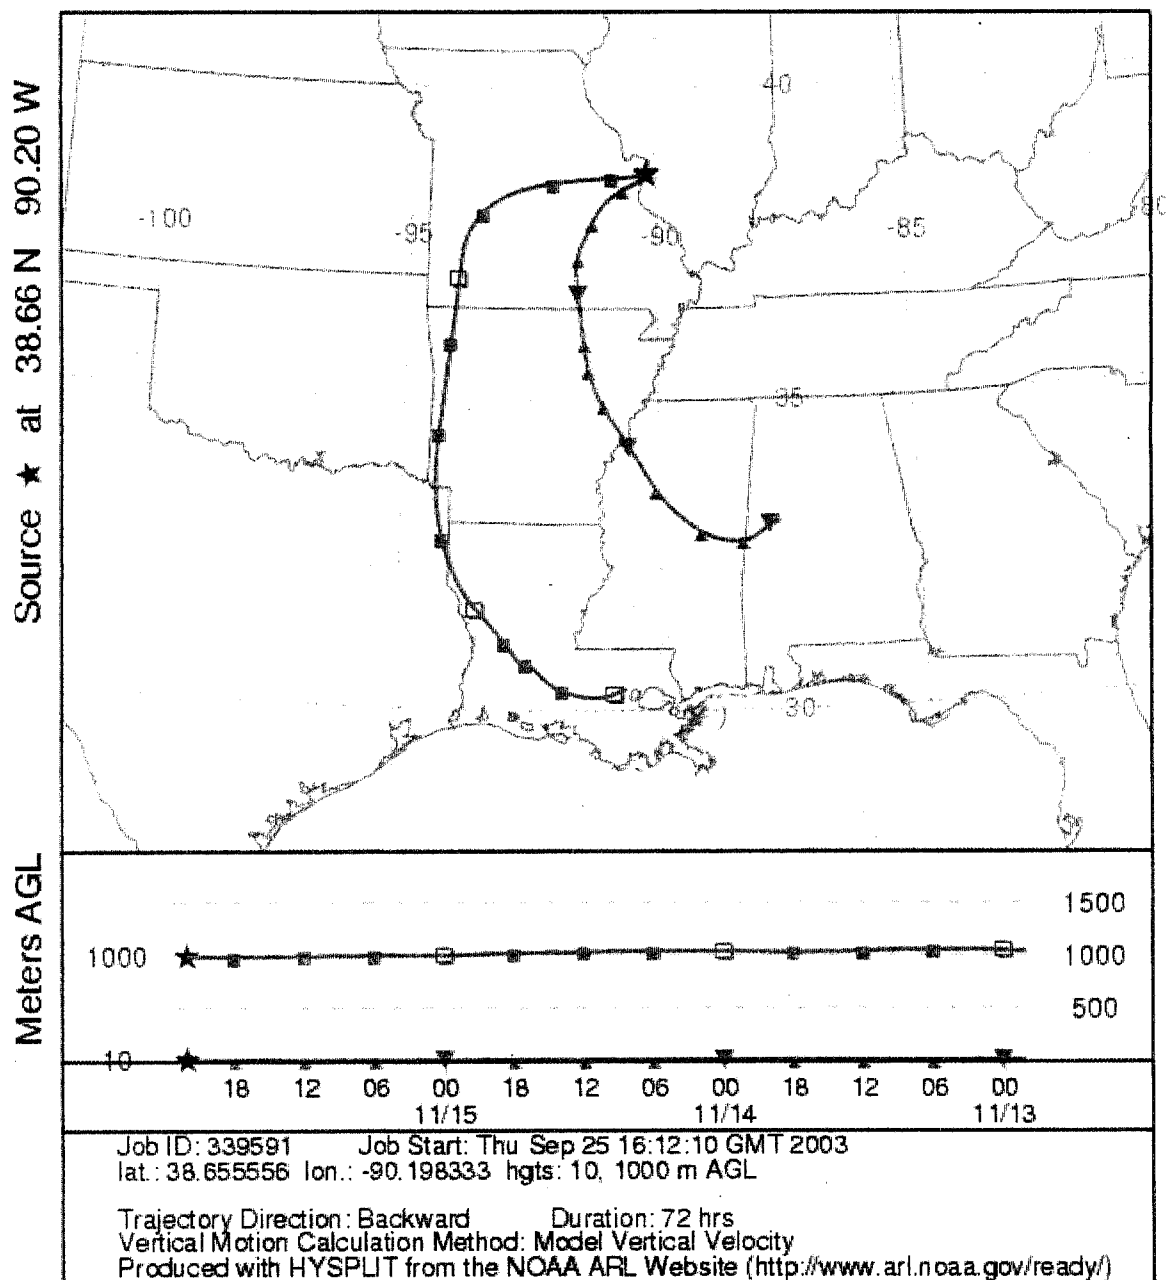 Source ★ at 38.66 N 90.20 W
40
-100
-95
-90
-85
-80
35
30
Meters AGL
1500
1000
1000
500
10
18 12 06 00 18 12 06 00 18 12 06 00
11/15 11/14 11/13
Job ID: 339591 Job Start: Thu Sep 25 16:12:10 GMT 2003
lat.: 38.655556 lon.: -90.198333 hgts: 10, 1000 m AGL
Trajectory Direction: Backward Duration: 72 hrs
Vertical Motion Calculation Method: Model Vertical Velocity
Produced with HYSPLIT from the NOAA ARL Website (http://www.arl.noaa.gov/ready/)